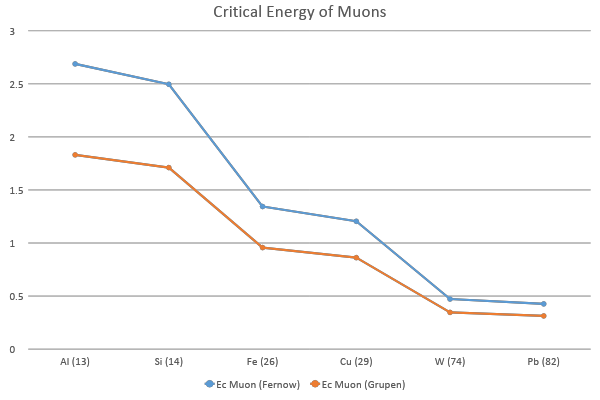 Critical Energy of Muons
3
2.5
2
1.5
1
0.5
0
Al (13) Si (14) Fe (26) Cu (29) W (74) Pb (82)
Ec Muon (Fernow) Ec Muon (Grupen)